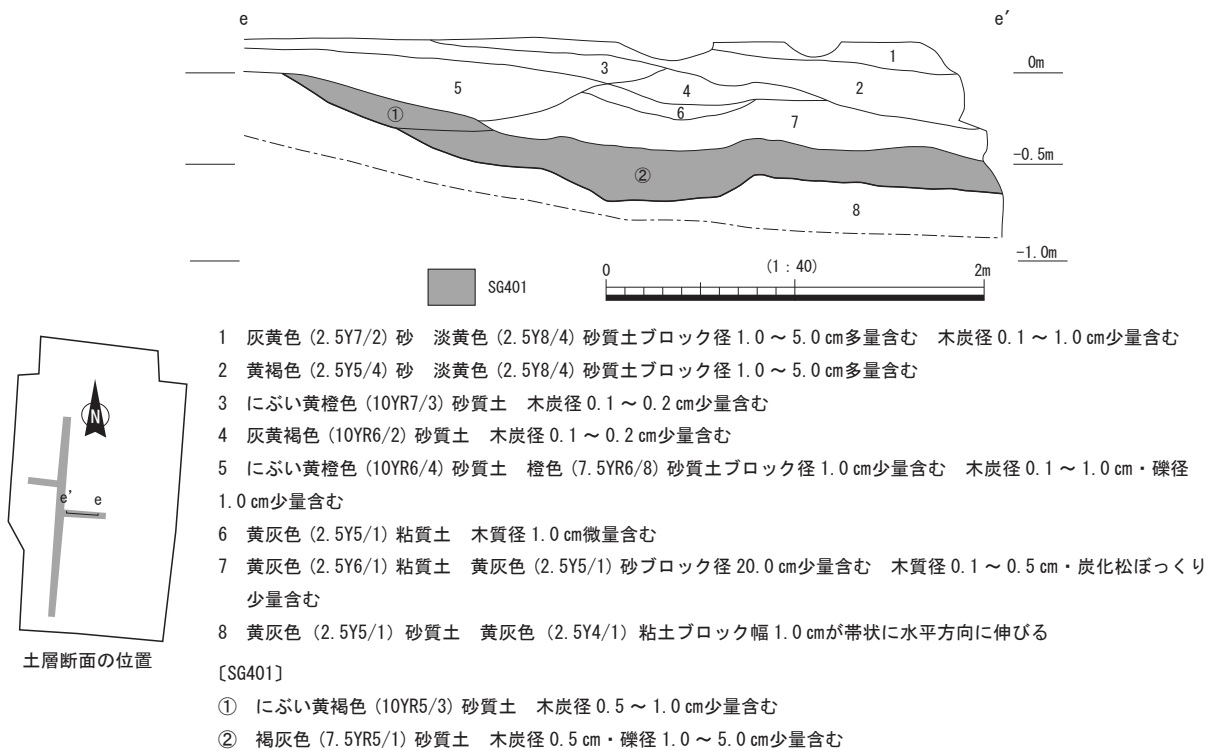 e
e′
1
0m
3
2
5
4
6
①
7
-0.5m
②
8
-1.0m
SG401
0
(1：40)
2m
N
e'
e
土層断面の位置
1 灰黄色 (2.5Y7/2) 砂 淡黄色 (2.5Y8/4) 砂質土ブロック径 1.0 ～ 5.0 ㎝多量含む 木炭径 0.1 ～ 1.0 ㎝少量含む
2 黄褐色 (2.5Y5/4) 砂 淡黄色 (2.5Y8/4) 砂質土ブロック径 1.0 ～ 5.0 ㎝多量含む
3 にぶい黄橙色 (10YR7/3) 砂質土 木炭径 0.1 ～ 0.2 ㎝少量含む
4 灰黄褐色 (10YR6/2) 砂質土 木炭径 0.1 ～ 0.2 ㎝少量含む
5 にぶい黄橙色 (10YR6/4) 砂質土 橙色 (7.5YR6/8) 砂質土ブロック径 1.0 ㎝少量含む 木炭径 0.1 ～ 1.0 ㎝・礫径
1.0 ㎝少量含む
6 黄灰色 (2.5Y5/1) 粘質土 木質径 1.0 ㎝微量含む
7 黄灰色 (2.5Y6/1) 粘質土 黄灰色 (2.5Y5/1) 砂ブロック径 20.0 ㎝少量含む 木質径 0.1 ～ 0.5 ㎝・炭化松ぼっくり
少量含む
8 黄灰色（2.5Y5/1）砂質土 黄灰色（2.5Y4/1）粘土ブロック幅 1.0 ㎝が帯状に水平方向に伸びる
〔SG401〕
① にぶい黄褐色 (10YR5/3) 砂質土 木炭径 0.5 ～ 1.0 ㎝少量含む
② 褐灰色 (7.5YR5/1) 砂質土 木炭径 0.5 ㎝・礫径 1.0 ～ 5.0 ㎝少量含む